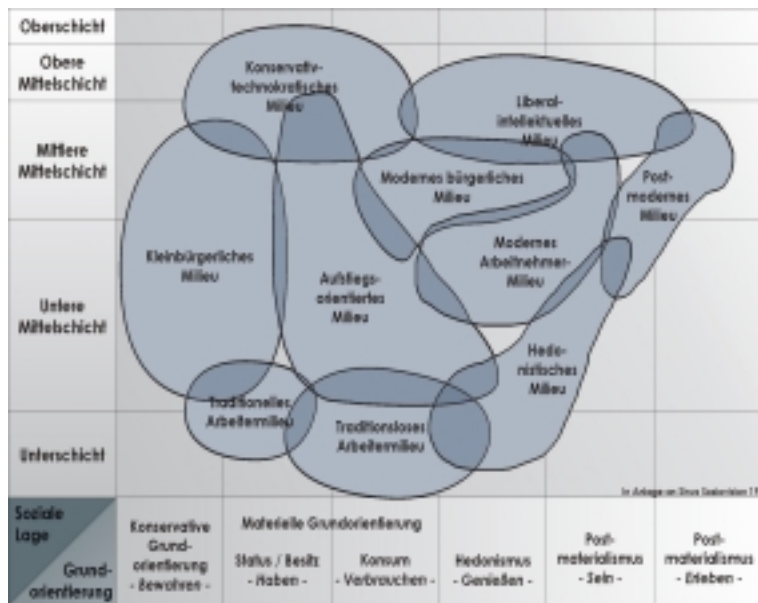 Oberschicht
Obere
Mittelschicht
Mittlere
Mittelschicht
Untere
Mittelschicht
Unterschicht
Konservativ-
technokratisches
Milieu
Liberal-
intellektuelles
Milieu
Modernes bürgerliches
Milieu
Post-
modernes
Milieu
Kleinbürgerliches
Milieu
Aufstiegs-
orientiertes
Milieu
Modernes
Arbeitnehmer-
Milieu
Hedo-
nistisches
Milieu
Traditionelles
Arbeitermilieu
Traditionsloses
Arbeitermilieu
Soziale
Lage
Grund-
orientierung
Konservative
Grund-
orientierung
- Bewahren -
Materielle Grundorientierung
Status / Besitz
- Haben -
Konsum
- Verbrauchen -
Hedonismus
- Genießen -
Post-
materialismus
- Sein -
Post-
materialismus
- Erleben -